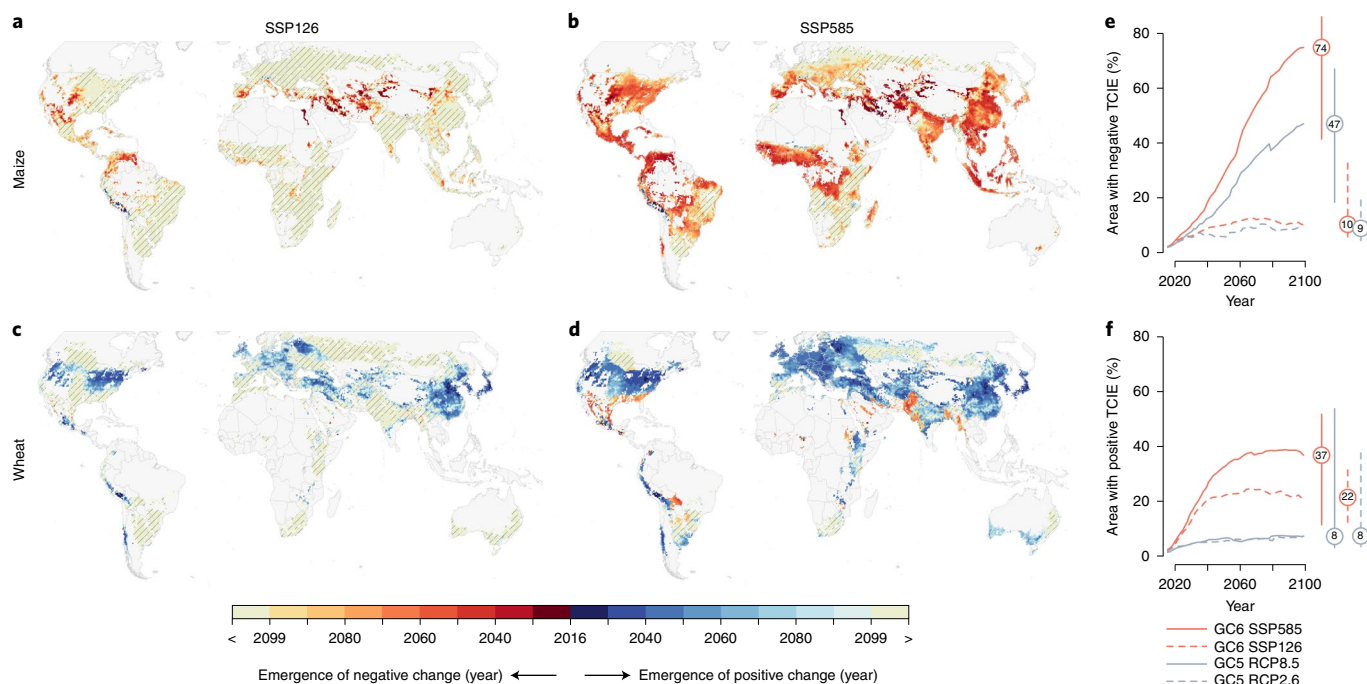 a
SSP126
b
SSP585
e
Maize
Area with negative TCIE (%)
80
60
40
20
0
2020
2060
2100
Year
74
47
10
9
c
d
f
Wheat
Area with positive TCIE (%)
80
60
40
20
0
2020
2060
2100
Year
37
8
22
8
< 2099 2080 2060 2040 2016 2040 2060 2080 2099 >
Emergence of negative change (year)
Emergence of positive change (year)
GC6 SSP585
GC6 SSP126
GC5 RCP8.5
GC5 RCP2.6